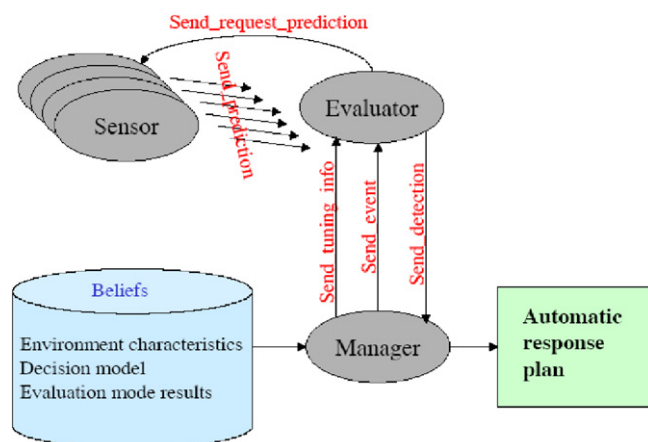 Send_request_prediction
Send_prediction
Sensor
Evaluator
Send_tuning_info
Send_event
Send_detection
Beliefs
Environment characteristics
Decision model
Evaluation mode results
Manager
Automatic
response
plan